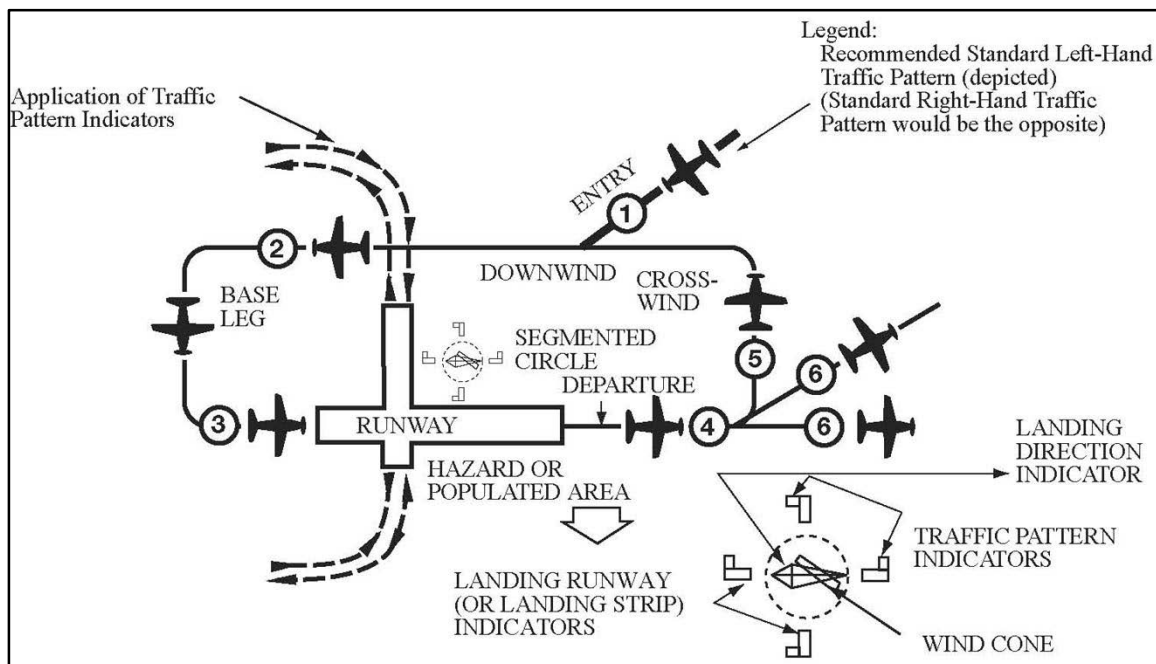 Legend:
Recommended Standard Left-Hand
Traffic Pattern (depicted)
(Standard Right-Hand Traffic
Pattern would be the opposite)
Application of Traffic
Pattern Indicators
ENTRY
1
2
DOWNWIND
CROSS-
WIND
BASE
LEG
SEGMENTED
CIRCLE
DEPARTURE
5
6
3
RUNWAY
4
6
HAZARD OR
POPULATED AREA
LANDING
DIRECTION
INDICATOR
TRAFFIC PATTERN
INDICATORS
LANDING RUNWAY
(OR LANDING STRIP)
INDICATORS
WIND CONE